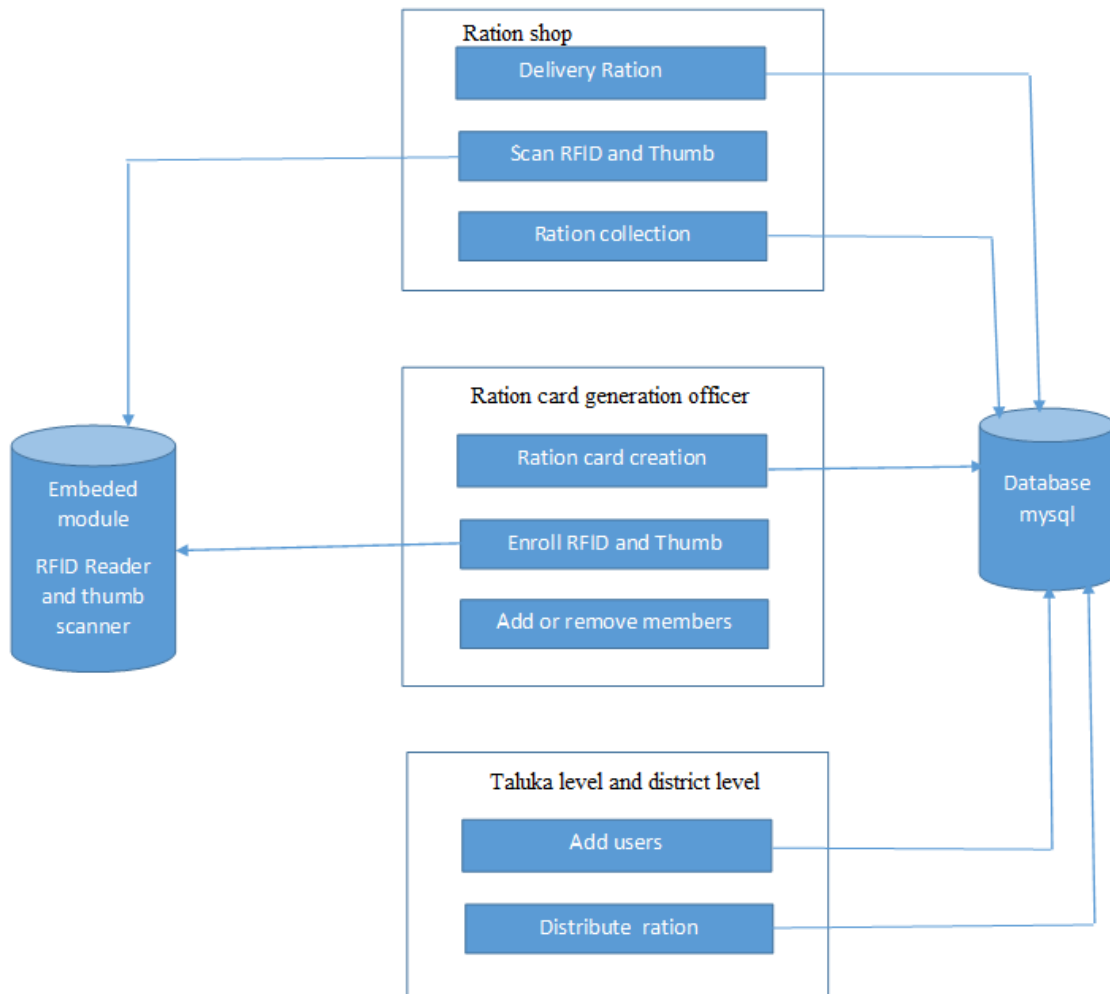 Ration shop
Delivery Ration
Scan RFID and Thumb
Ration collection
Ration card generation officer
Ration card creation
Enroll RFID and Thumb
Add or remove members
Embeded
module
RFID Reader
and thumb
scanner
Database
mysql
Taluka level and district level
Add users
Distribute ration